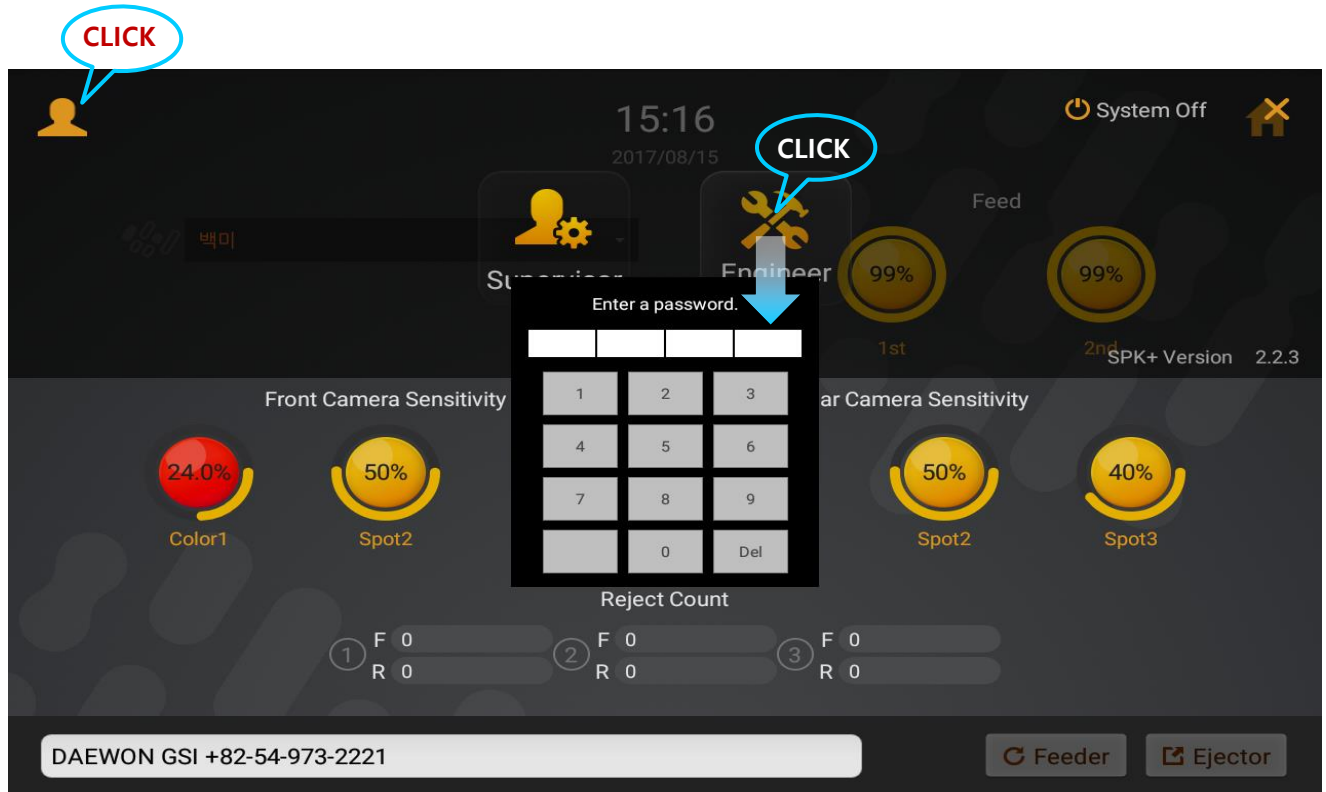 CLICK
15:16
2017/08/15
System Off
CLICK
Feed
백미
Supervisor
Engineer
99%
99%
Enter a password.
1st
2nd
SPK+ Version 2.2.3
Front Camera Sensitivity
ar Camera Sensitivity
1 2 3
4 5 6
7 8 9
0 Del
24.0%
50%
50%
40%
Color1
Spot2
Spot2
Spot3
Reject Count
1 F 0 2 F 0 3 F 0
R 0 R 0 R 0
DAEWON GSI +82-54-973-2221
Feeder
Ejector